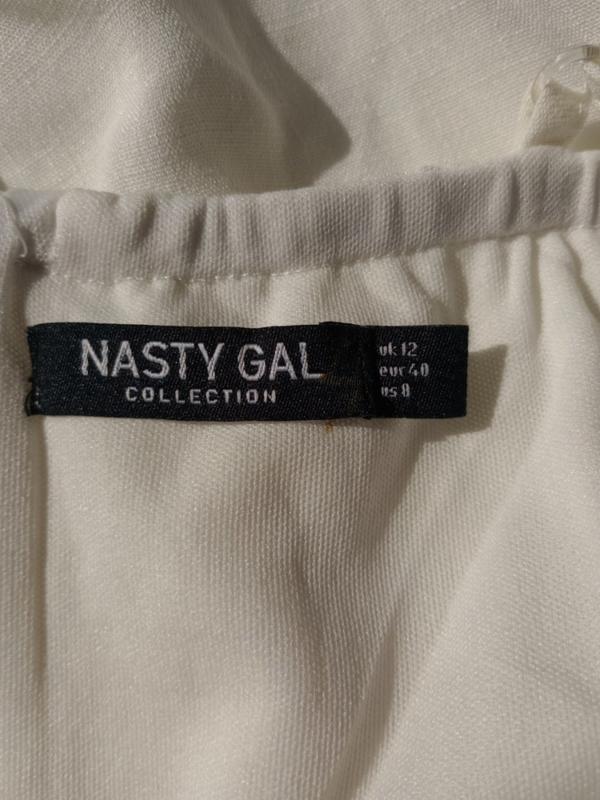 NASTY GAL
COLLECTION
uk 12
eur 40
us 8